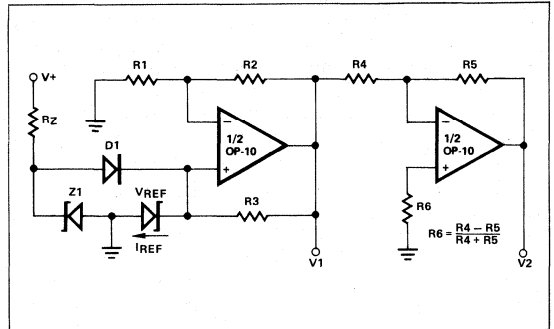 R1
R2
R4
R5
V+
RZ
D1
−
1/2
OP-10
+
−
1/2
OP-10
+
Z1
VREF
IREF
R3
R6
R6 = R4 − R5
R4 + R5
V1
V2